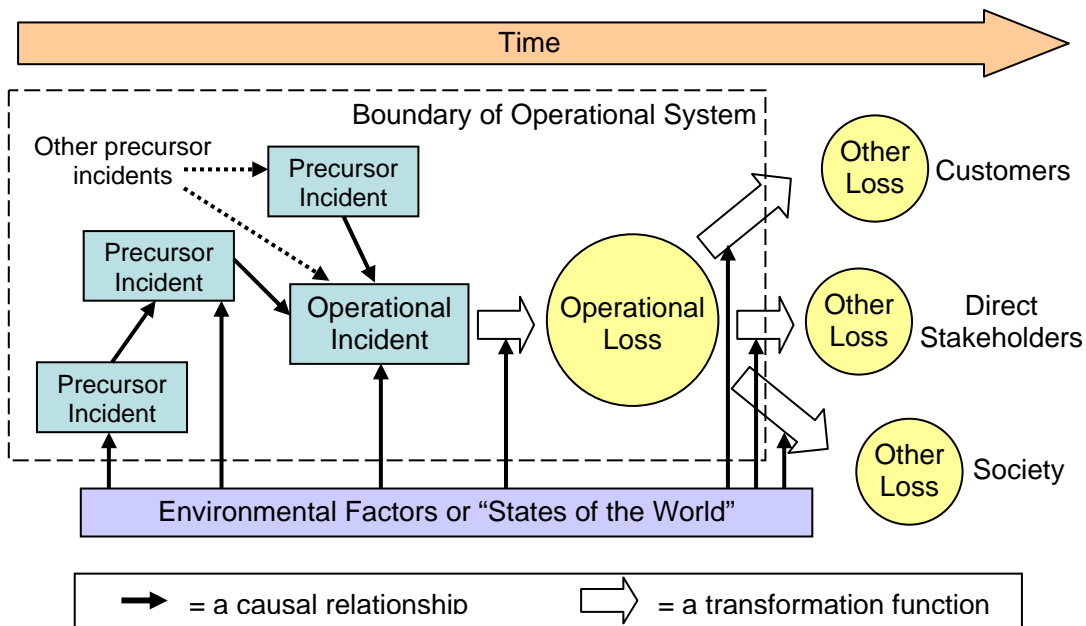 Time
Boundary of Operational System
Other precursor
incidents
Precursor
Incident
Precursor
Incident
Precursor
Incident
Operational
Incident
Operational
Loss
Other
Loss
Customers
Other
Loss
Direct
Stakeholders
Other
Loss
Society
Environmental Factors or “States of the World”
= a causal relationship
= a transformation function